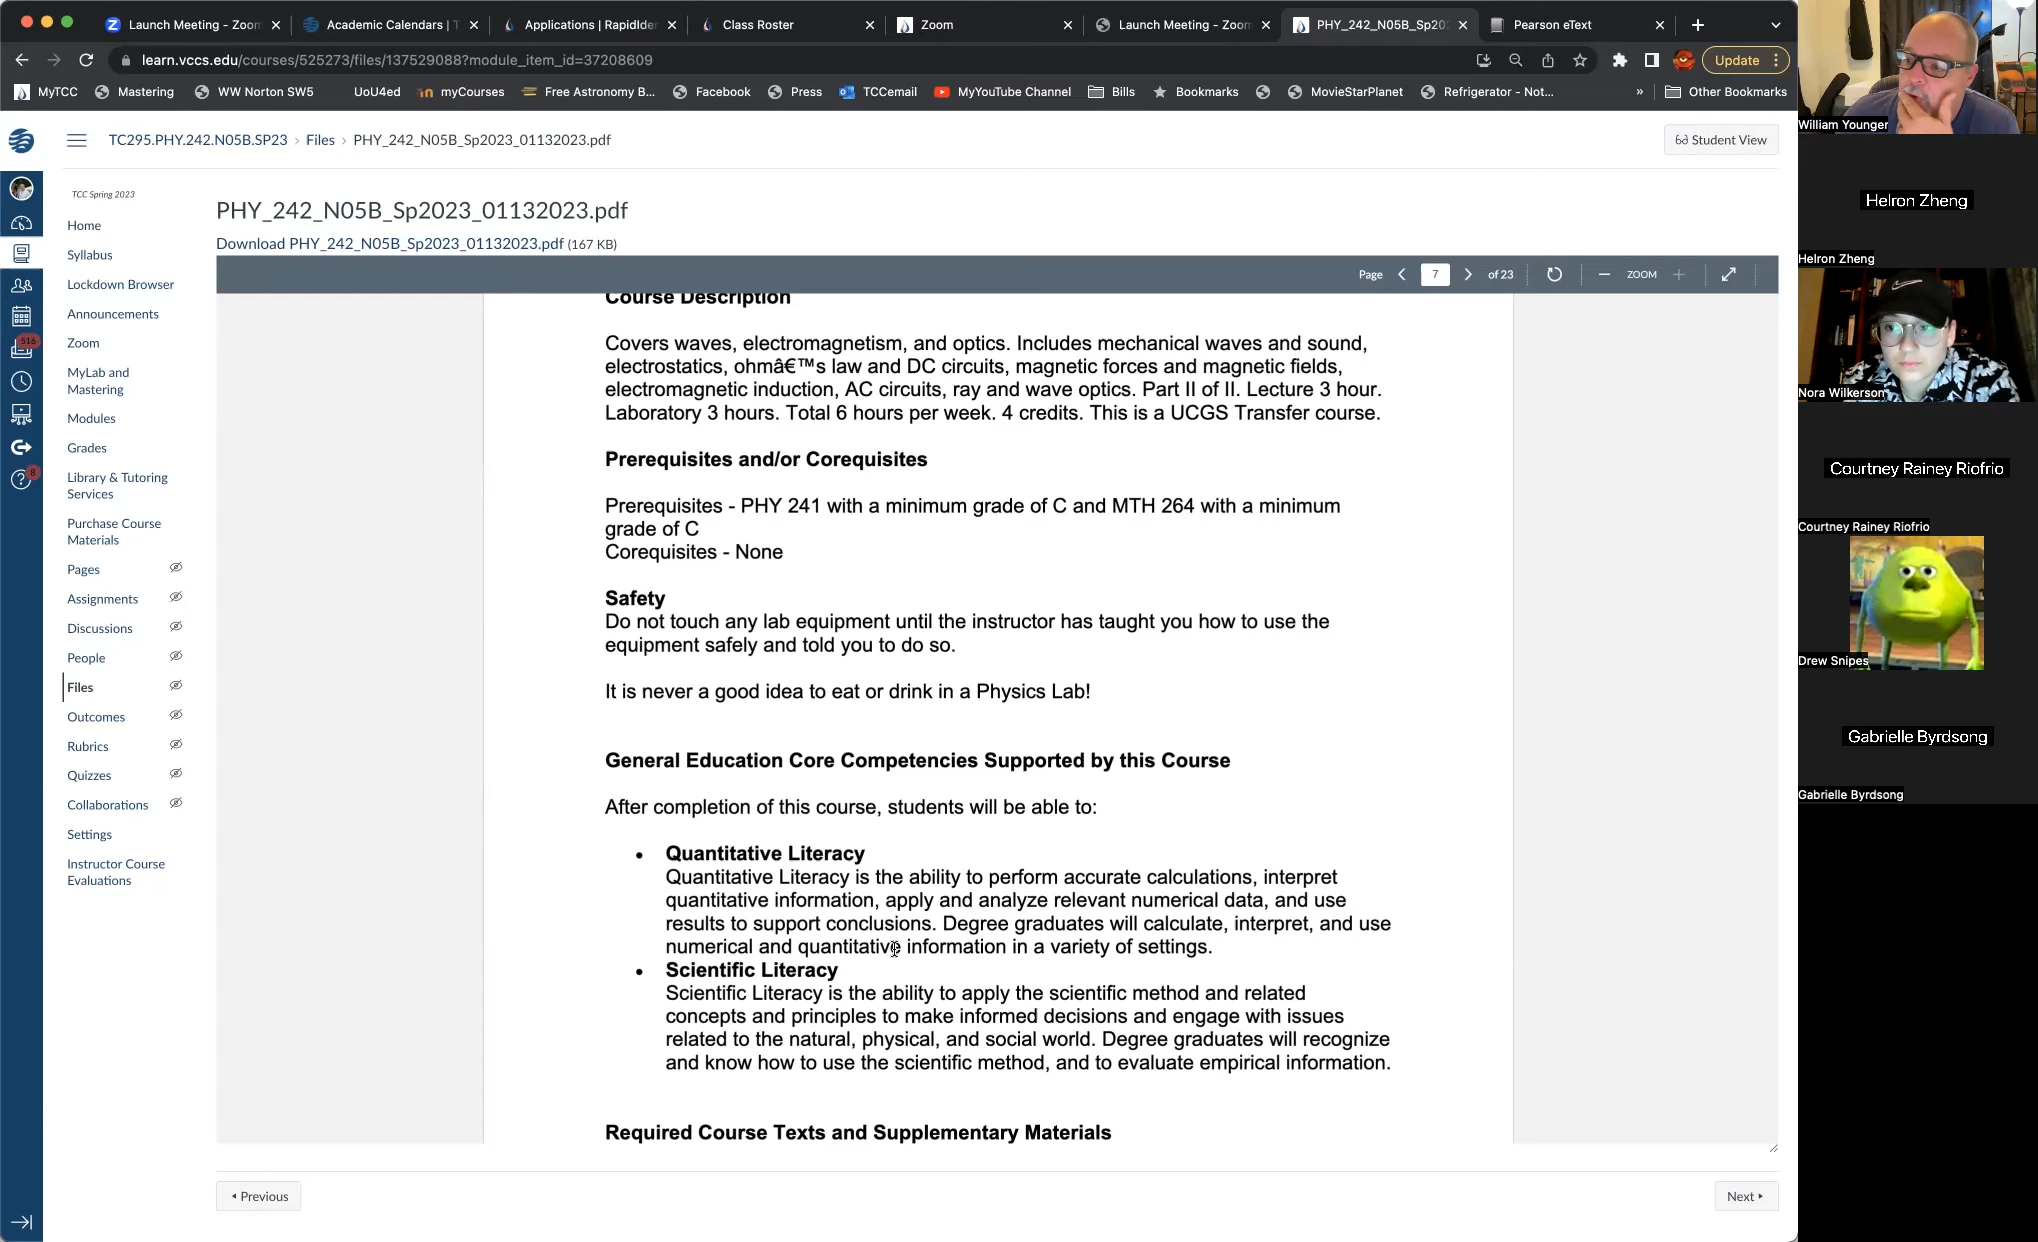 Launch Meeting - Zoom
Academic Calendars | T
Applications | RapidIde
Class Roster
Zoom
Launch Meeting - Zoom
PHY_242_N05B_Sp20
Pearson eText
learn.vccs.edu/courses/525273/files/137529088?module_item_id=37208609
Update
MyTCC
Mastering
WW Norton SW5
UoU4ed
myCourses
Free Astronomy B...
Facebook
Press
TCCemail
MyYouTube Channel
Bills
Bookmarks
MovieStarPlanet
Refrigerator - Not...
»
Other Bookmarks
TC295.PHY.242.N05B.SP23 › Files › PHY_242_N05B_Sp2023_01132023.pdf
Student View
516
8
TCC Spring 2023
Home
Syllabus
Lockdown Browser
Announcements
Zoom
MyLab and
Mastering
Modules
Grades
Library & Tutoring
Services
Purchase Course
Materials
Pages
Assignments
Discussions
People
Files
Outcomes
Rubrics
Quizzes
Collaborations
Settings
Instructor Course
Evaluations
PHY_242_N05B_Sp2023_01132023.pdf
Download PHY_242_N05B_Sp2023_01132023.pdf (167 KB)
Page 7 of 23 ZOOM
Course Description
Covers waves, electromagnetism, and optics. Includes mechanical waves and sound,
electrostatics, ohmâ€™s law and DC circuits, magnetic forces and magnetic fields,
electromagnetic induction, AC circuits, ray and wave optics. Part II of II. Lecture 3 hour.
Laboratory 3 hours. Total 6 hours per week. 4 credits. This is a UCGS Transfer course.
Prerequisites and/or Corequisites
Prerequisites - PHY 241 with a minimum grade of C and MTH 264 with a minimum
grade of C
Corequisites - None
Safety
Do not touch any lab equipment until the instructor has taught you how to use the
equipment safely and told you to do so.
It is never a good idea to eat or drink in a Physics Lab!
General Education Core Competencies Supported by this Course
After completion of this course, students will be able to:
• Quantitative Literacy
Quantitative Literacy is the ability to perform accurate calculations, interpret
quantitative information, apply and analyze relevant numerical data, and use
results to support conclusions. Degree graduates will calculate, interpret, and use
numerical and quantitative information in a variety of settings.
• Scientific Literacy
Scientific Literacy is the ability to apply the scientific method and related
concepts and principles to make informed decisions and engage with issues
related to the natural, physical, and social world. Degree graduates will recognize
and know how to use the scientific method, and to evaluate empirical information.
Required Course Texts and Supplementary Materials
Previous
Next
William Younger
Helron Zheng
Helron Zheng
Nora Wilkerson
Courtney Rainey Riofrio
Courtney Rainey Riofrio
Drew Snipes
Gabrielle Byrdsong
Gabrielle Byrdsong